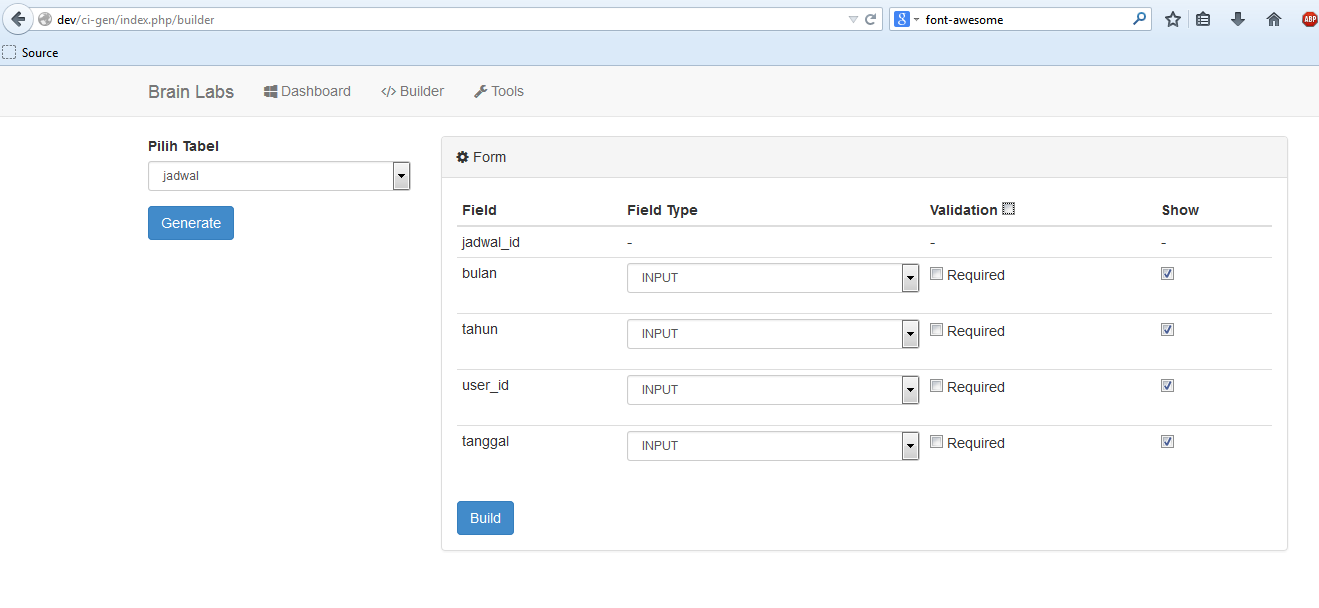 dev/ci-gen/index.php/builder
8 font-awesome
ABP
Source
Brain Labs Dashboard </> Builder Tools
Pilih Tabel
jadwal
Generate
Form
Field Field Type Validation Show
jadwal_id - - -
bulan INPUT Required
tahun INPUT Required
user_id INPUT Required
tanggal INPUT Required
Build